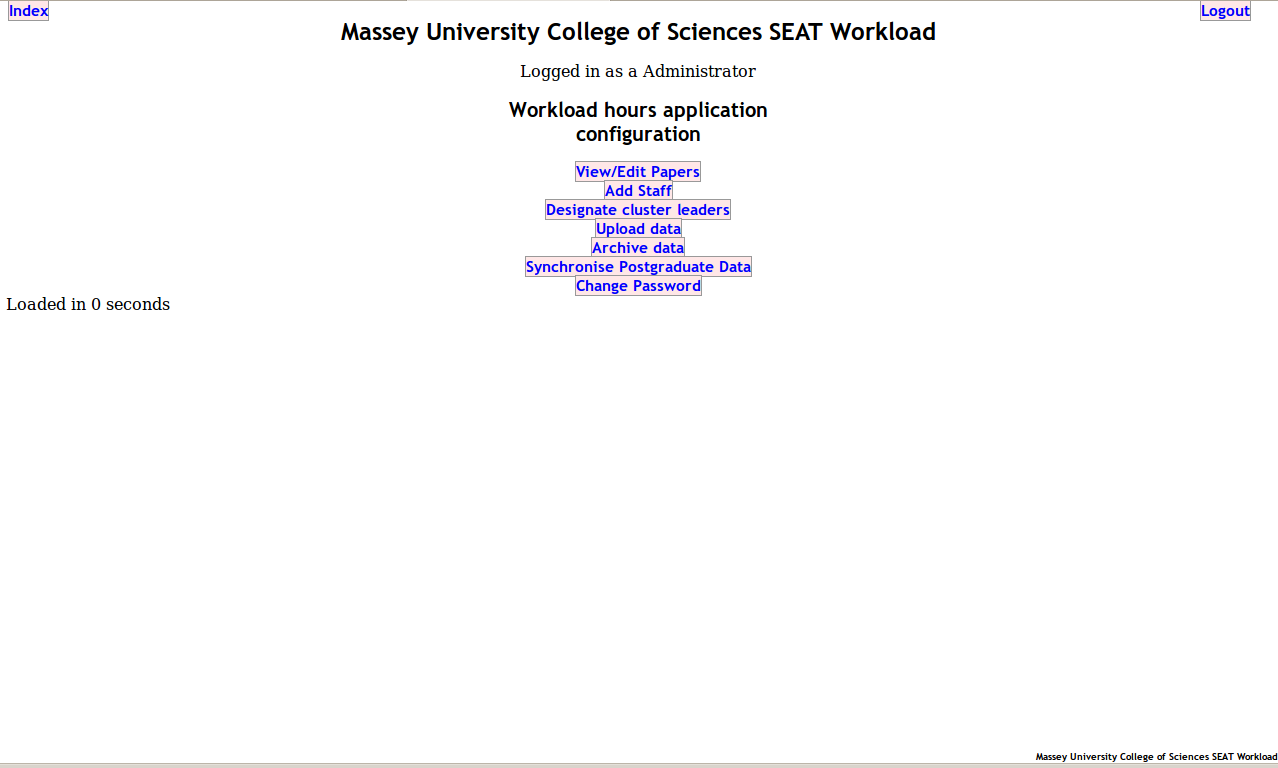 Index
Logout
Massey University College of Sciences SEAT Workload
Logged in as a Administrator
Workload hours application
configuration
View/Edit Papers
Add Staff
Designate cluster leaders
Upload data
Archive data
Synchronise Postgraduate Data
Change Password
Loaded in 0 seconds
Massey University College of Sciences SEAT Workload